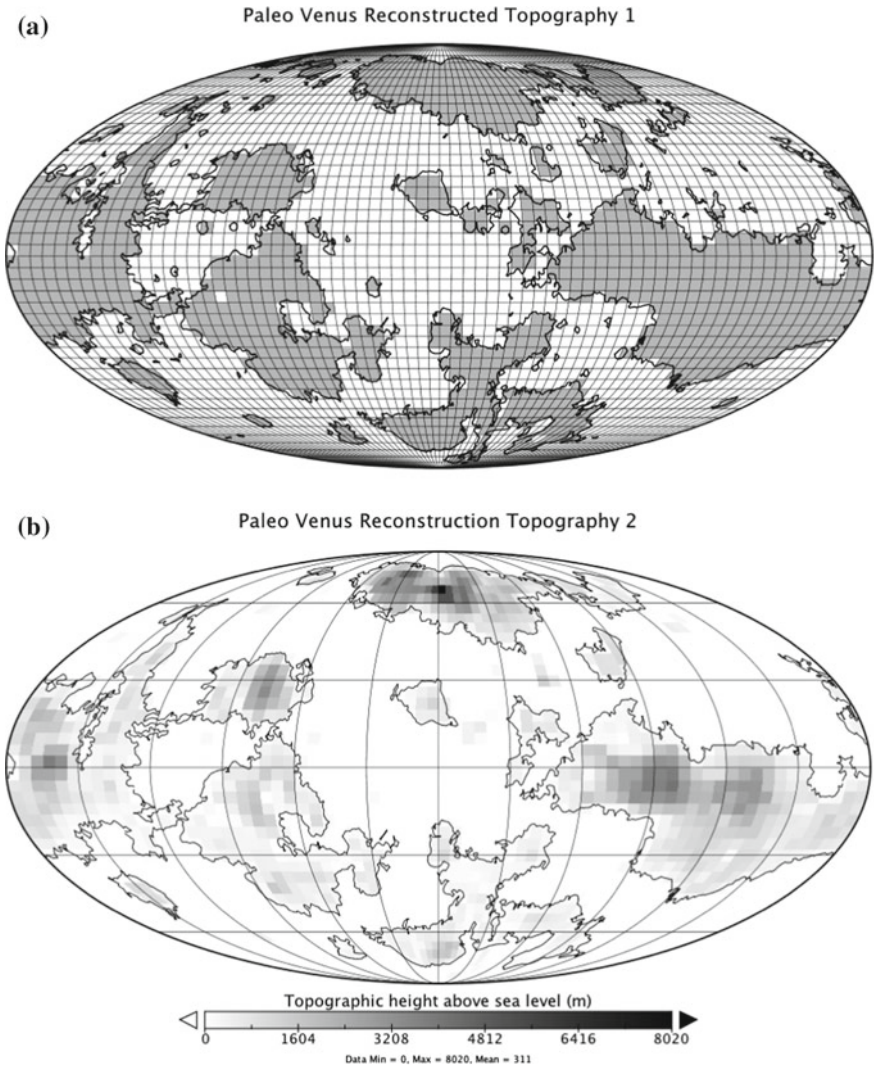 (a)
Paleo Venus Reconstructed Topography 1
(b)
Paleo Venus Reconstruction Topography 2
Topographic height above sea level (m)
0 1604 3208 4812 6416 8020
Data Min = 0, Max = 8020, Mean = 311